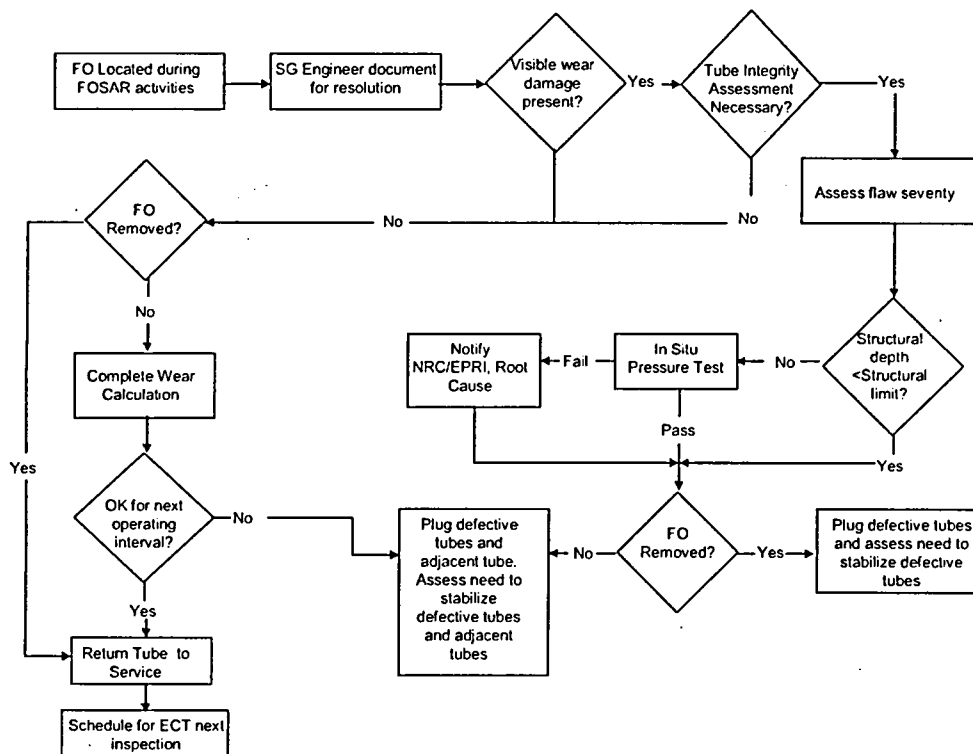 FO Located during
FOSAR activities
SG Engineer document
for resolution
Visible wear
damage
present?
Yes
Tube Integrity
Assessment
Necessary?
Yes
Assess flaw seventy
No
No
FO
Removed?
No
Yes
Complete Wear
Calculation
OK for next
operating
interval?
No
Yes
Return Tube to
Service
Schedule for ECT next
inspection
Structural
depth
<Structural
limit?
No
Yes
In Situ
Pressure Test
Fail
Pass
Notify
NRC/EPRI, Root
Cause
FO
Removed?
No
Yes
Plug defective
tubes and
adjacent tube.
Assess need to
stabilize
defective tubes
and adjacent
tubes
Plug defective tubes
and assess need to
stabilize defective
tubes